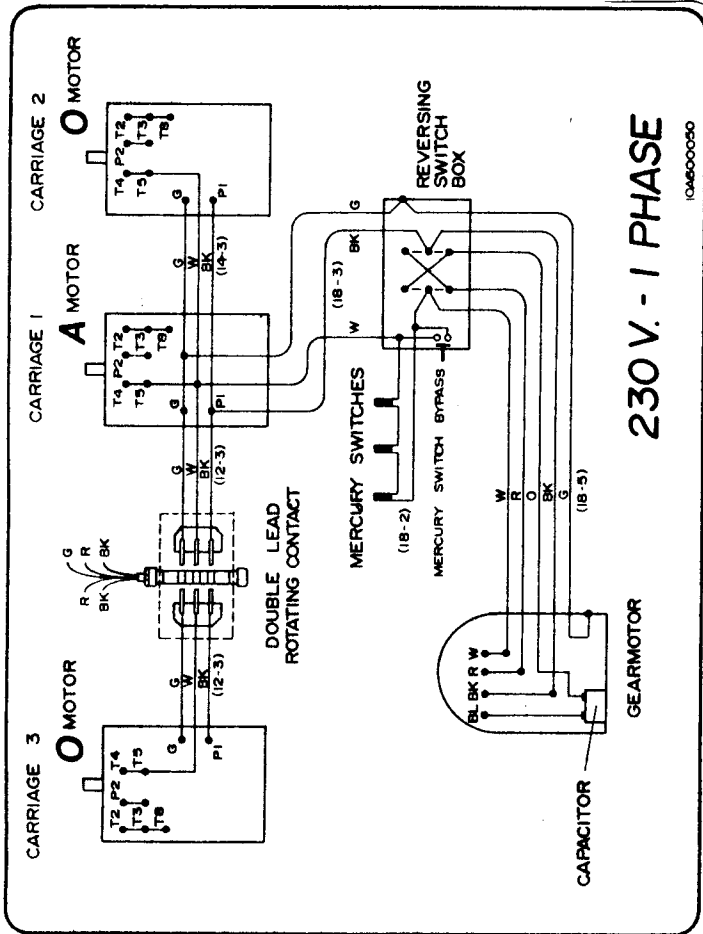 CARRIAGE 3
O MOTOR
T2 P2 T4
T3 T5
T8
G
P1
G
W
BK
(12-3)
G
R
BK
R
BK
DOUBLE LEAD
ROTATING CONTACT
G
W
BK
(12-3)
CARRIAGE 1
A MOTOR
T4 P2 T2
T5 T3
T8
G
P1
G
W
BK
(14-3)
CARRIAGE 2
O MOTOR
T4 P2 T2
T5 T3
T8
G
P1
MERCURY SWITCHES
(18-2)
MERCURY SWITCH BYPASS
W
(18-3)
BK
G
REVERSING
SWITCH
BOX
W
R
O
BK
G
(18-5)
BL BK R W
CAPACITOR
GEARMOTOR
230 V. - 1 PHASE
10A600050